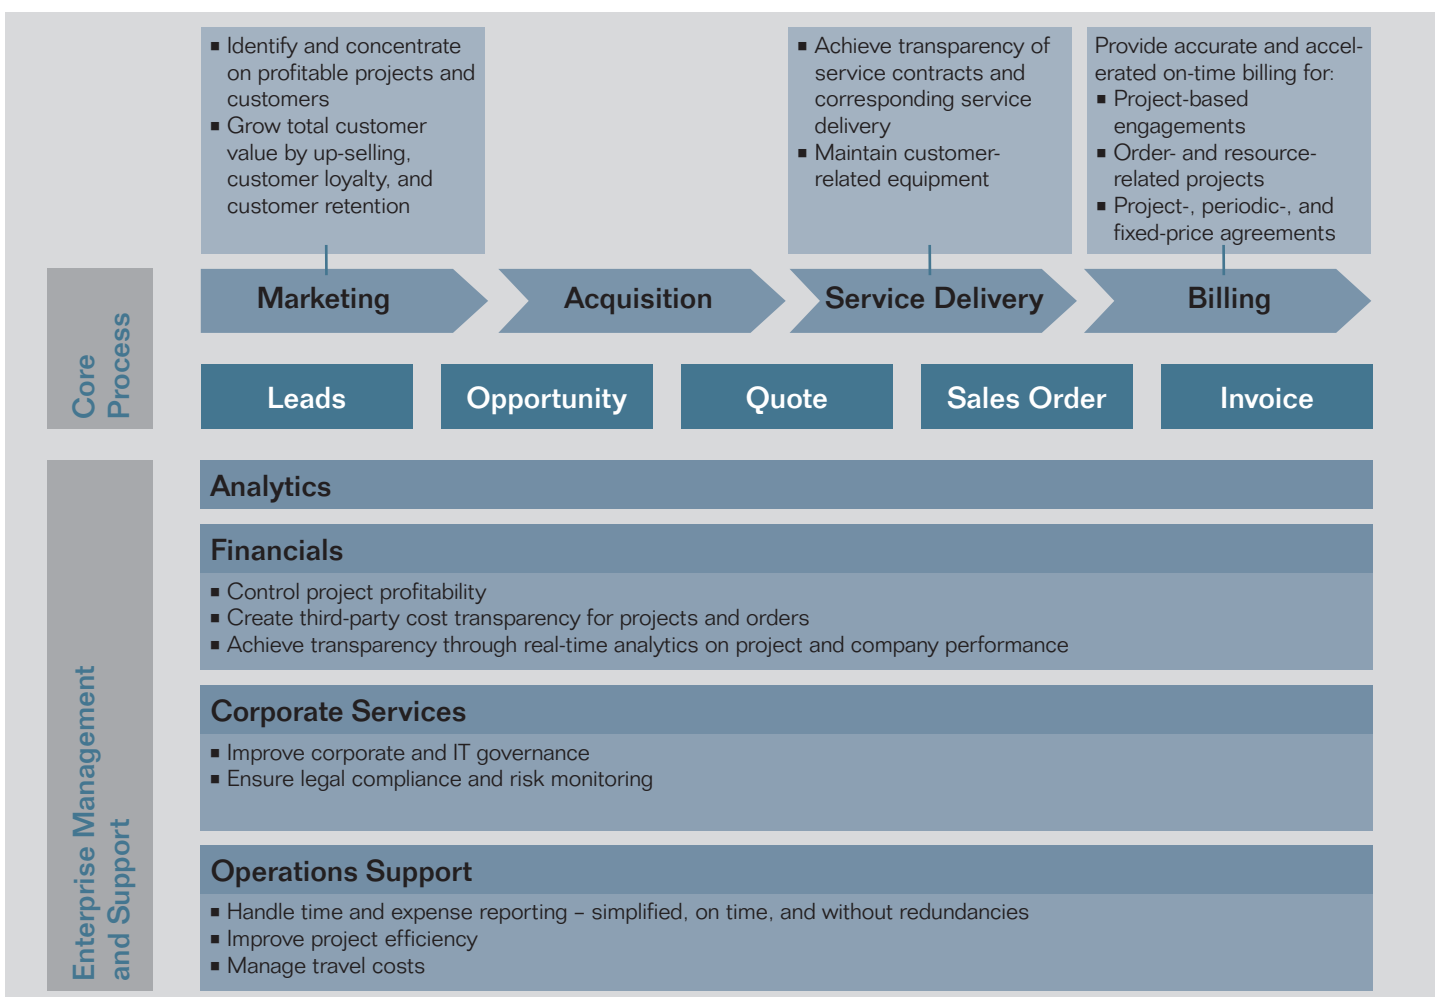 ■ Identify and concentrate
on profitable projects and
customers
■ Grow total customer
value by up-selling,
customer loyalty, and
customer retention
■ Achieve transparency of
service contracts and
corresponding service
delivery
■ Maintain customer-
related equipment
Provide accurate and accel-
erated on-time billing for:
■ Project-based
engagements
■ Order- and resource-
related projects
■ Project-, periodic-, and
fixed-price agreements
Core
Process
Marketing
Acquisition
Service Delivery
Billing
Leads
Opportunity
Quote
Sales Order
Invoice
Enterprise Management
and Support
Analytics
Financials
■ Control project profitability
■ Create third-party cost transparency for projects and orders
■ Achieve transparency through real-time analytics on project and company performance
Corporate Services
■ Improve corporate and IT governance
■ Ensure legal compliance and risk monitoring
Operations Support
■ Handle time and expense reporting – simplified, on time, and without redundancies
■ Improve project efficiency
■ Manage travel costs